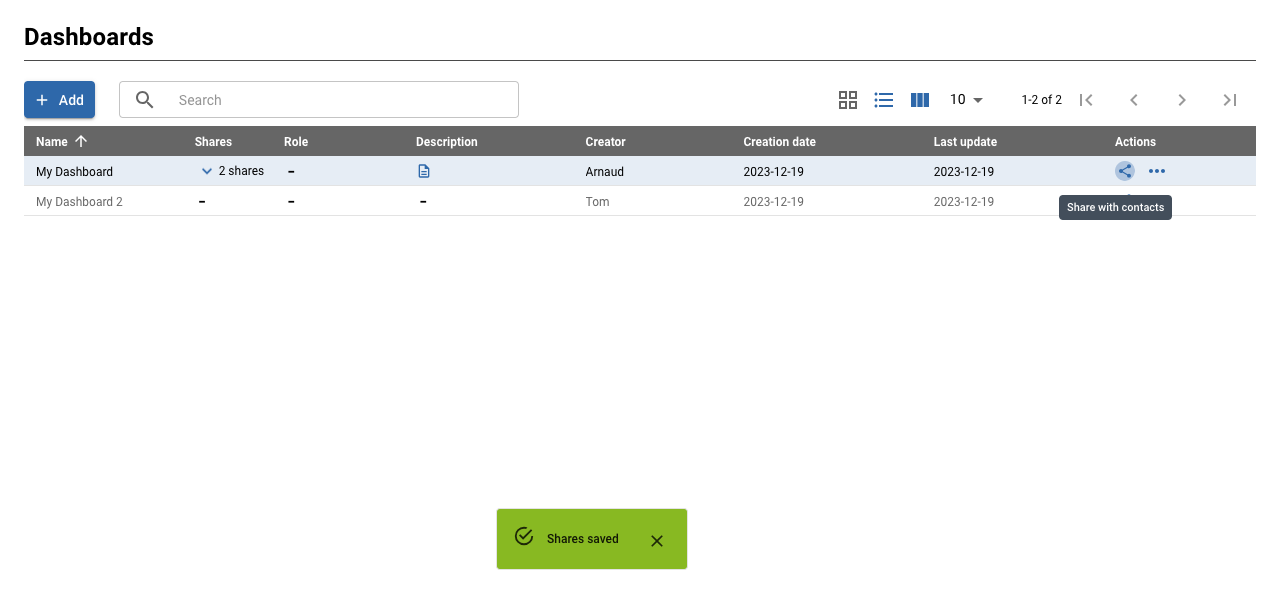 Dashboards
Add
Search
10
1-2 of 2
Name Shares Role Description Creator Creation date Last update Actions
My Dashboard 2 shares – Arnaud 2023-12-19 2023-12-19
My Dashboard 2 – – – Tom 2023-12-19 2023-12-19
Share with contacts
Shares saved